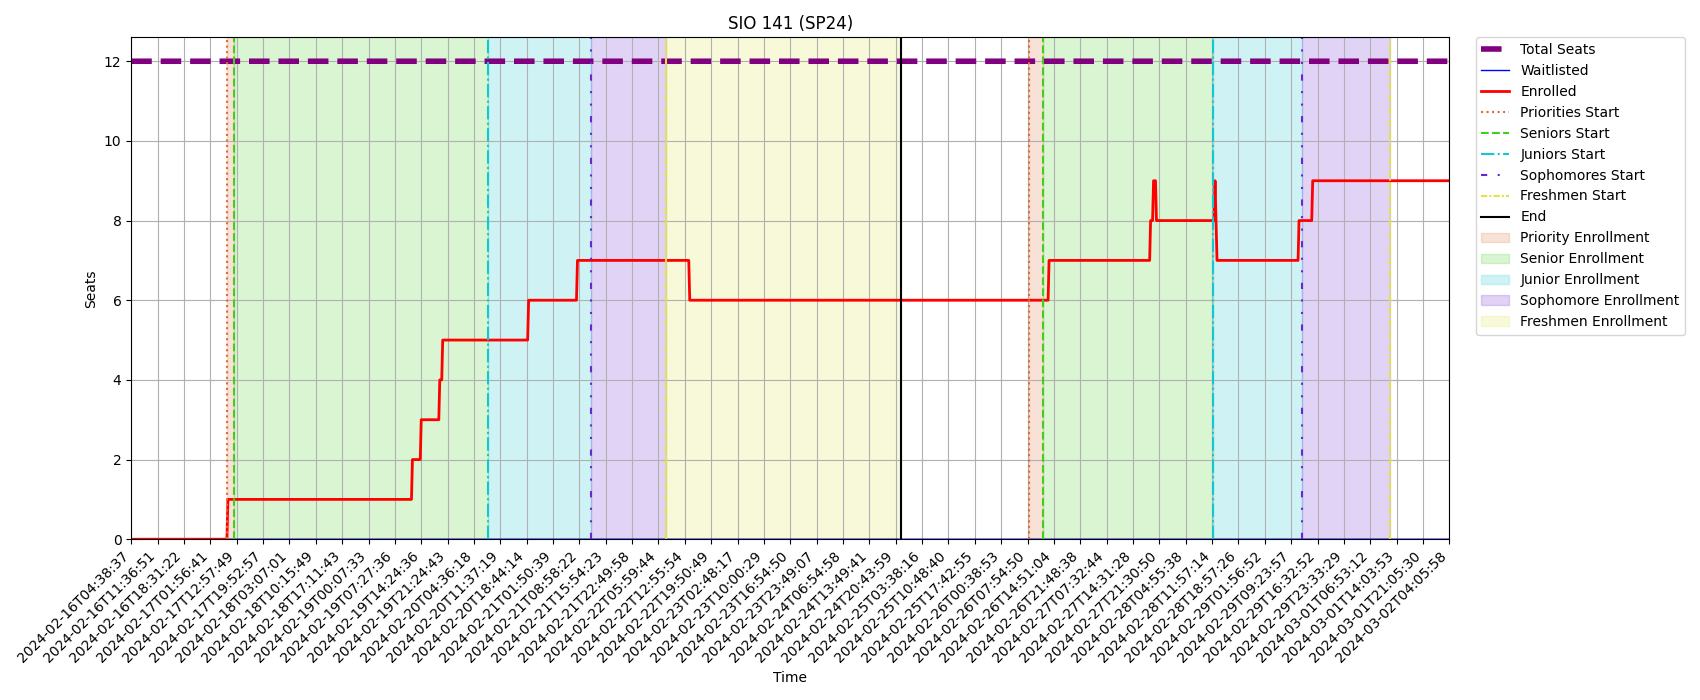 SIO 141 (SP24)
Seats
12
10
8
6
4
2
0
2024-02-16T04:38:37
2024-02-16T11:36:51
2024-02-16T18:31:22
2024-02-17T01:56:41
2024-02-17T12:57:49
2024-02-17T19:52:57
2024-02-18T03:07:01
2024-02-18T10:15:49
2024-02-18T17:11:43
2024-02-19T00:07:33
2024-02-19T07:27:36
2024-02-19T14:24:36
2024-02-19T21:24:43
2024-02-20T04:36:18
2024-02-20T11:37:19
2024-02-20T18:44:14
2024-02-21T01:50:39
2024-02-21T08:58:22
2024-02-21T15:54:23
2024-02-21T22:49:58
2024-02-22T05:59:44
2024-02-22T12:55:54
2024-02-22T19:50:49
2024-02-23T02:48:17
2024-02-23T10:00:29
2024-02-23T16:54:50
2024-02-23T23:49:07
2024-02-24T06:54:58
2024-02-24T13:49:41
2024-02-24T20:43:59
2024-02-25T03:38:16
2024-02-25T10:48:40
2024-02-25T17:42:55
2024-02-26T00:38:53
2024-02-26T07:54:50
2024-02-26T14:51:04
2024-02-26T21:48:38
2024-02-27T07:32:44
2024-02-27T14:31:28
2024-02-27T21:30:50
2024-02-28T04:55:38
2024-02-28T11:57:14
2024-02-28T18:57:26
2024-02-29T01:56:52
2024-02-29T09:23:57
2024-02-29T16:32:52
2024-02-29T23:33:29
2024-03-01T06:53:12
2024-03-01T14:03:53
2024-03-01T21:05:30
2024-03-02T04:05:58
Time
Total Seats
Waitlisted
Enrolled
Priorities Start
Seniors Start
Juniors Start
Sophomores Start
Freshmen Start
End
Priority Enrollment
Senior Enrollment
Junior Enrollment
Sophomore Enrollment
Freshmen Enrollment